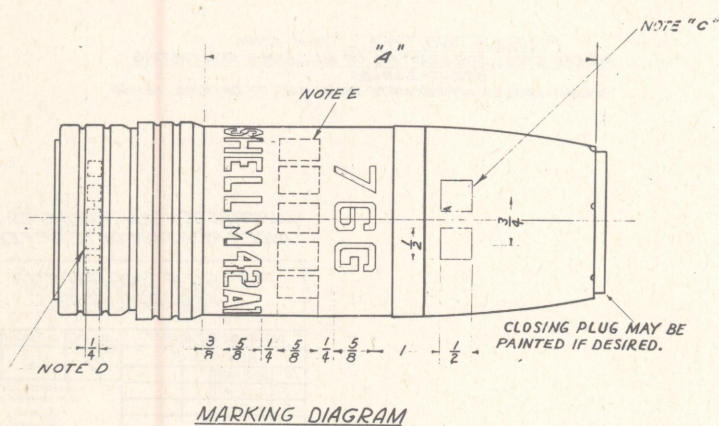 NOTE "C"
"A"
NOTE E
SHELL M42A1
76G
3/4
1/2
1/4
3/8 5/8 1/4 5/8 1/4 5/8 1 1/2
NOTE D
CLOSING PLUG MAY BE
PAINTED IF DESIRED.
MARKING DIAGRAM